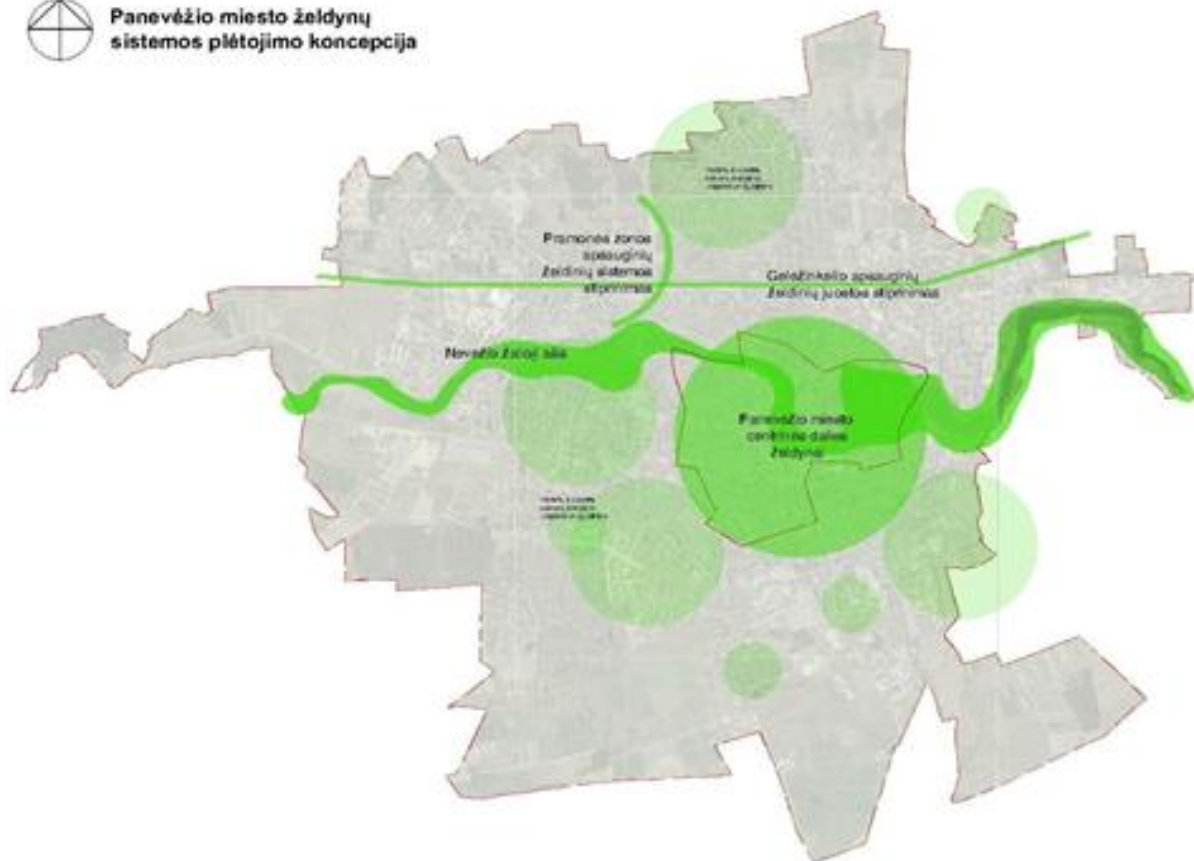 Panevėžio miesto želdynų
sistemos plėtojimo koncepcija
Pramonės zonos
apsauginių
želdinių sistemos
stiprinimas
Geležinkelio apsauginių
želdinių juostos stiprinimas
Nevėžio žalioji ašis
Panevėžio miesto
centrinės dalies
želdynai